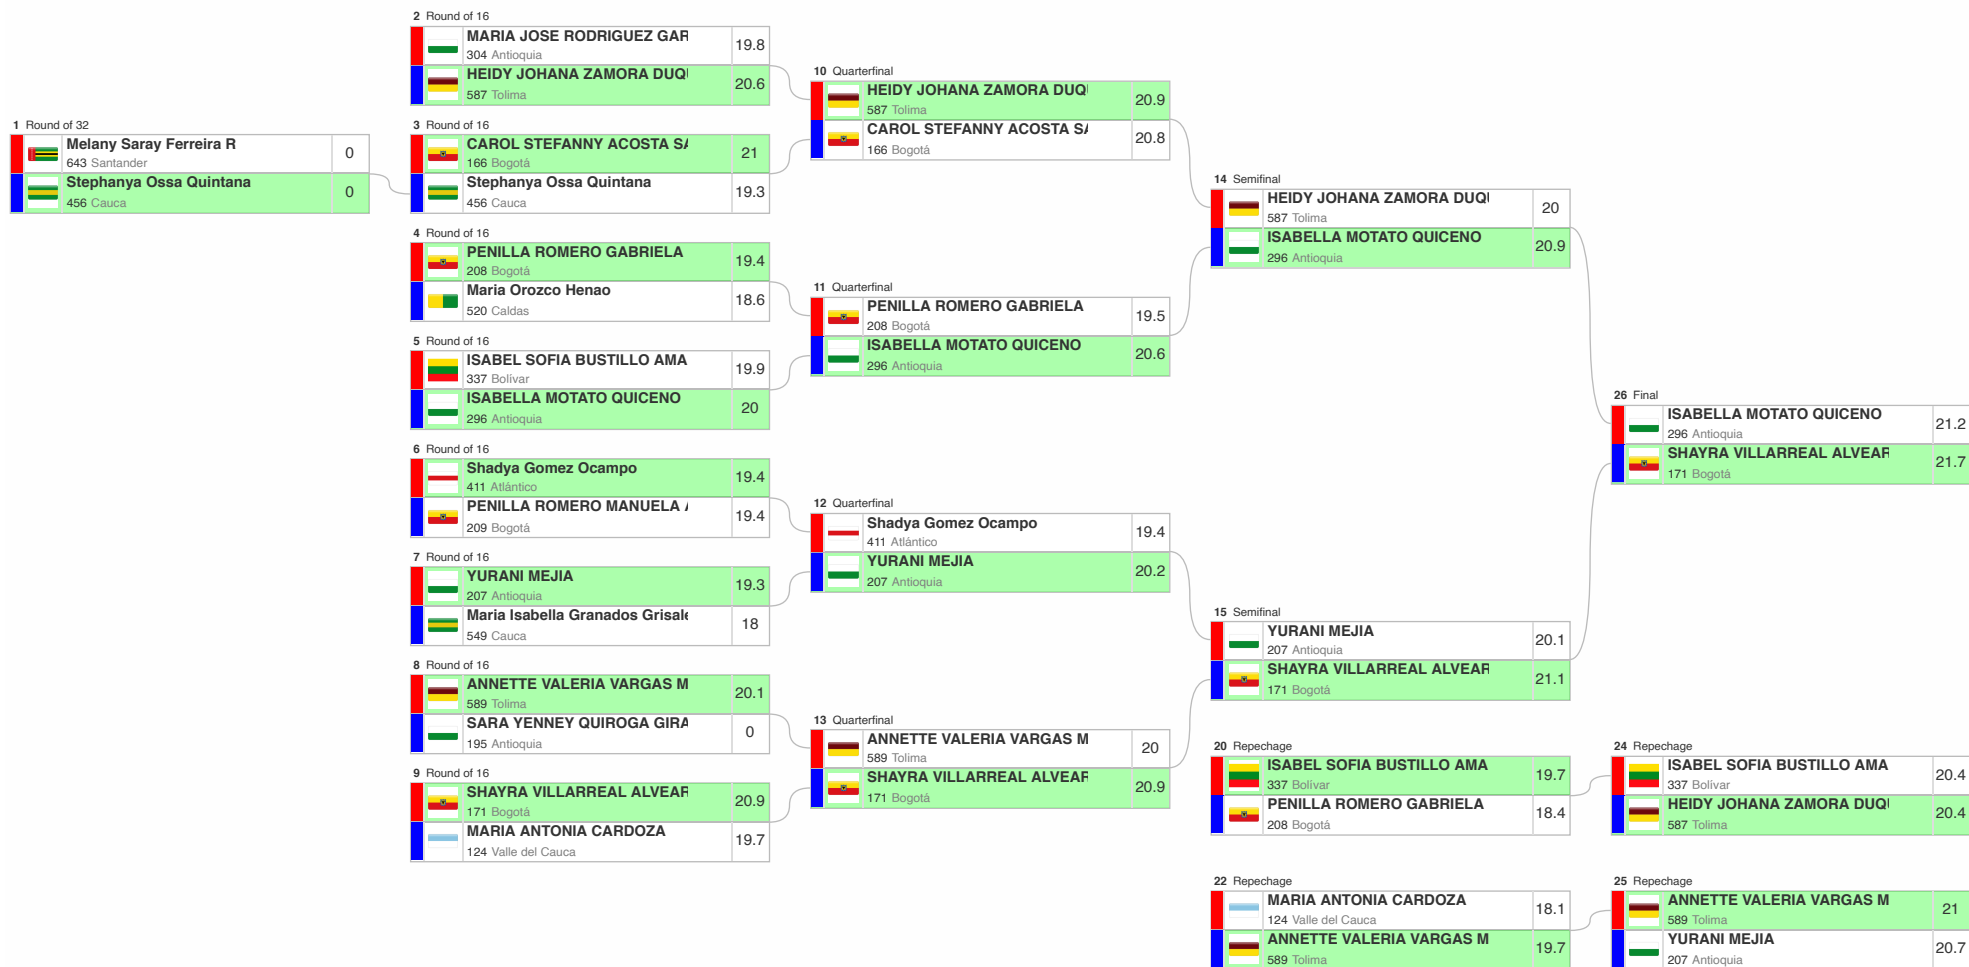 1 Round of 32
Melany Saray Ferreira R
643 Santander
0
Stephanya Ossa Quintana
456 Cauca
0
2 Round of 16
MARIA JOSE RODRIGUEZ GAR
304 Antioquia
19.8
HEIDY JOHANA ZAMORA DUQ
587 Tolima
20.6
3 Round of 16
CAROL STEFANNY ACOSTA
166 Bogotá
21
Stephanya Ossa Quintana
456 Cauca
19.3
4 Round of 16
PENILLA ROMERO GABRIELA
208 Bogotá
19.4
Maria Orozco Henao
520 Caldas
18.6
5 Round of 16
ISABEL SOFIA BUSTILLO AMA
337 Bolívar
19.9
ISABELLA MOTATO QUICENO
296 Antioquia
20
6 Round of 16
Shadya Gomez Ocampo
411 Atlántico
19.4
PENILLA ROMERO MANUELA
209 Bogotá
19.4
7 Round of 16
YURANI MEJIA
207 Antioquia
19.3
Maria Isabella Granados Grisale
549 Cauca
18
8 Round of 16
ANNETTE VALERIA VARGAS M
589 Tolima
20.1
SARA YENNEY QUIROGA GIRA
195 Antioquia
0
9 Round of 16
SHAYRA VILLARREAL ALVEAR
171 Bogotá
20.9
MARIA ANTONIA CARDOZA
124 Valle del Cauca
19.7
10 Quarterfinal
HEIDY JOHANA ZAMORA DUQ
587 Tolima
20.9
CAROL STEFANNY ACOSTA
166 Bogotá
20.8
11 Quarterfinal
PENILLA ROMERO GABRIELA
208 Bogotá
19.5
ISABELLA MOTATO QUICENO
296 Antioquia
20.6
12 Quarterfinal
Shadya Gomez Ocampo
411 Atlántico
19.4
YURANI MEJIA
207 Antioquia
20.2
13 Quarterfinal
ANNETTE VALERIA VARGAS M
589 Tolima
20
SHAYRA VILLARREAL ALVEAR
171 Bogotá
20.9
14 Semifinal
HEIDY JOHANA ZAMORA DUQ
587 Tolima
20
ISABELLA MOTATO QUICENO
296 Antioquia
20.9
15 Semifinal
YURANI MEJIA
207 Antioquia
20.1
SHAYRA VILLARREAL ALVEAR
171 Bogotá
21.1
26 Final
ISABELLA MOTATO QUICENO
296 Antioquia
21.2
SHAYRA VILLARREAL ALVEAR
171 Bogotá
21.7
20 Repechage
ISABEL SOFIA BUSTILLO AMA
337 Bolívar
19.7
PENILLA ROMERO GABRIELA
208 Bogotá
18.4
24 Repechage
ISABEL SOFIA BUSTILLO AMA
337 Bolívar
20.4
HEIDY JOHANA ZAMORA DUQ
587 Tolima
20.4
22 Repechage
MARIA ANTONIA CARDOZA
124 Valle del Cauca
18.1
ANNETTE VALERIA VARGAS M
589 Tolima
19.7
25 Repechage
ANNETTE VALERIA VARGAS M
589 Tolima
21
YURANI MEJIA
207 Antioquia
20.7